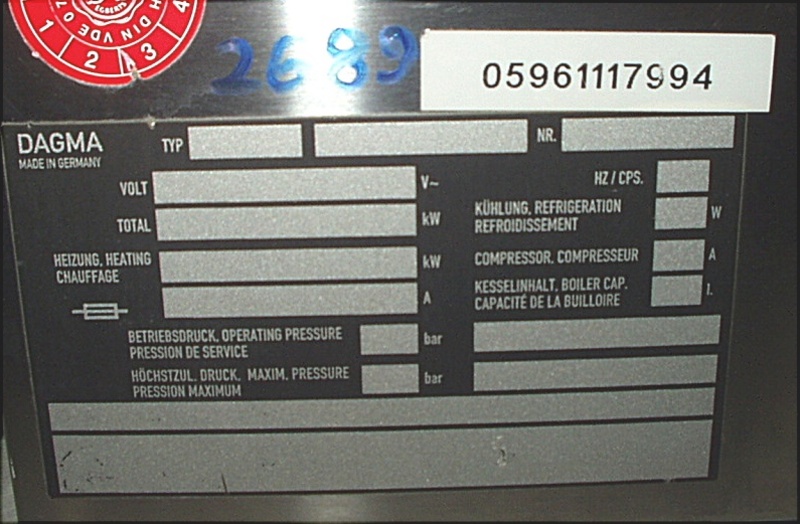 EGBERT
1 2 3 4
DIN VDE 07
2689
05961117994
DAGMA
MADE IN GERMANY
TYP
NR.
VOLT
V~
HZ / CPS.
TOTAL
kW
KÜHLUNG, REFRIGERATION
REFROIDISSEMENT
W
HEIZUNG, HEATING
CHAUFFAGE
kW
COMPRESSOR, COMPRESSEUR
A
A
KESSELINHALT. BOILER CAP.
CAPACITÉ DE LA BUILLOIRE
l.
BETRIEBSDRUCK. OPERATING PRESSURE
PRESSION DE SERVICE
bar
HÖCHSTZUL. DRUCK. MAXIM. PRESSURE
PRESSION MAXIMUM
bar